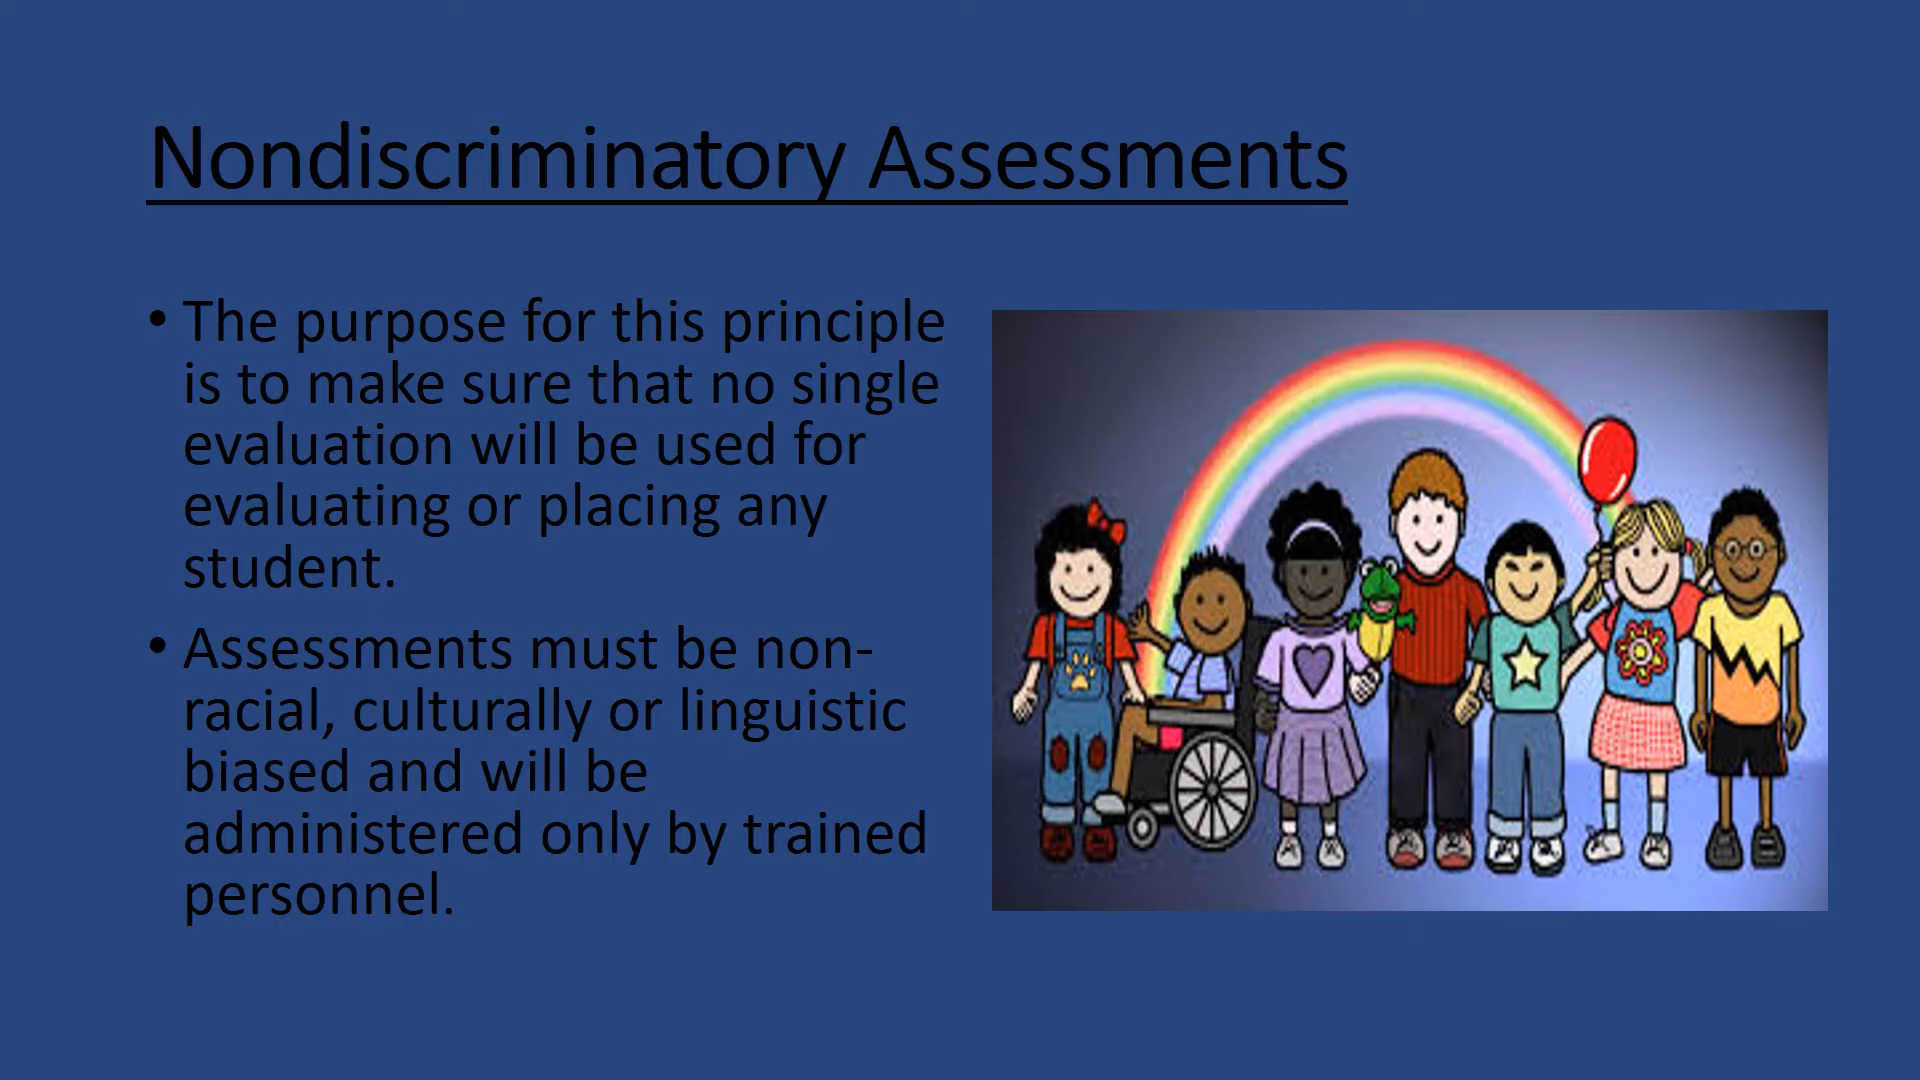 Nondiscriminatory Assessments
• The purpose for this principle
is to make sure that no single
evaluation will be used for
evaluating or placing any
student.
• Assessments must be non-
racial, culturally or linguistic
biased and will be
administered only by trained
personnel.